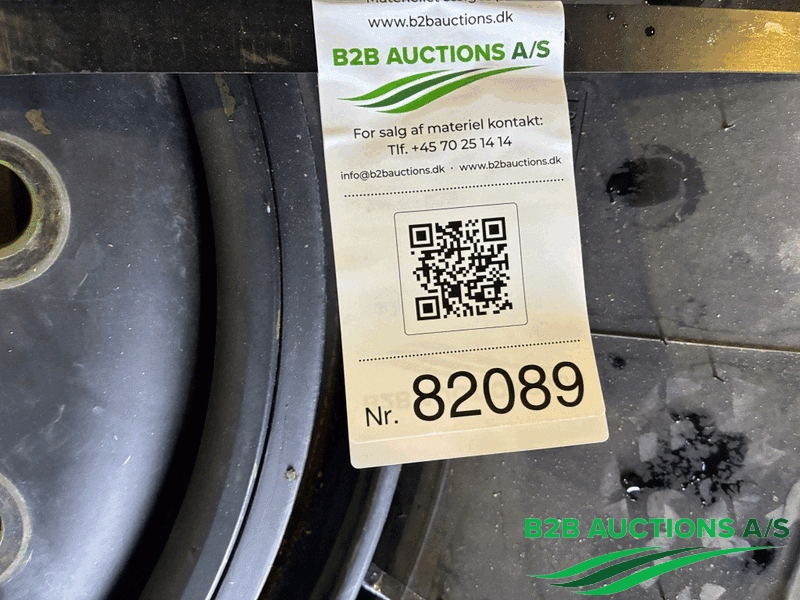 www.b2bauctions.dk
B2B AUCTIONS A/S
For salg af materiel kontakt:
Tlf. +45 70 25 14 14
info@b2bauctions.dk · www.b2bauctions.dk
Nr. 82089
B2B AUCTIONS A/S